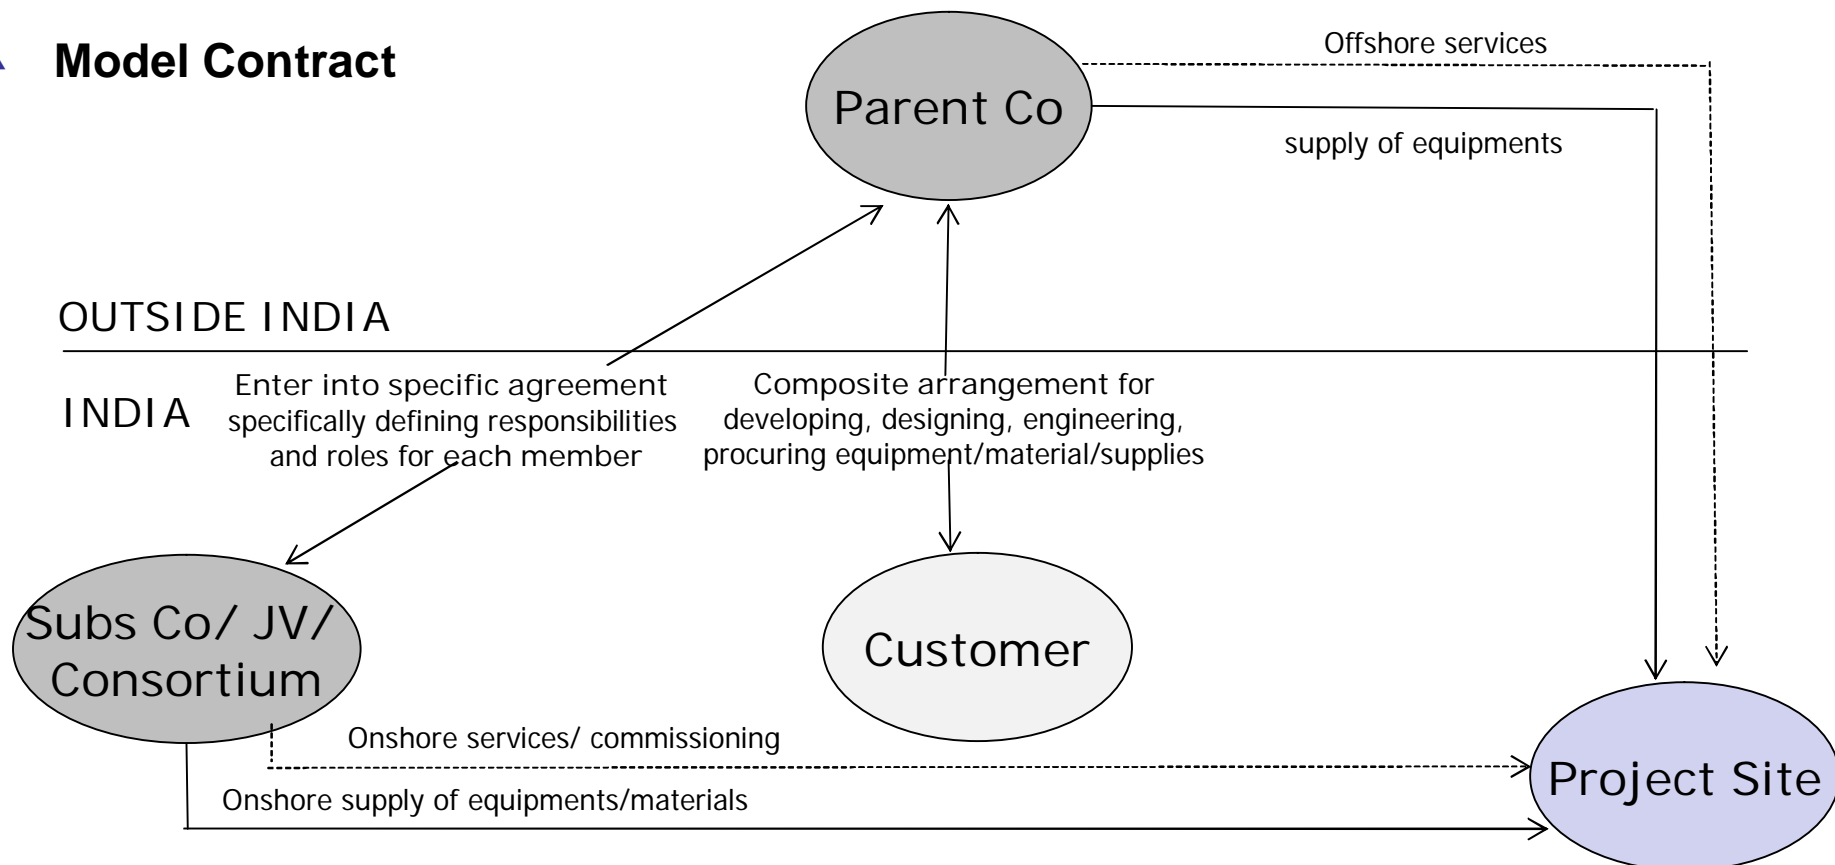 Model Contract
Offshore services
Parent Co
supply of equipments
OUTSIDE INDIA
INDIA
Enter into specific agreement
specifically defining responsibilities
and roles for each member
Composite arrangement for
developing, designing, engineering,
procuring equipment/material/supplies
Subs Co/ JV/
Consortium
Customer
Onshore services/ commissioning
Onshore supply of equipments/materials
Project Site